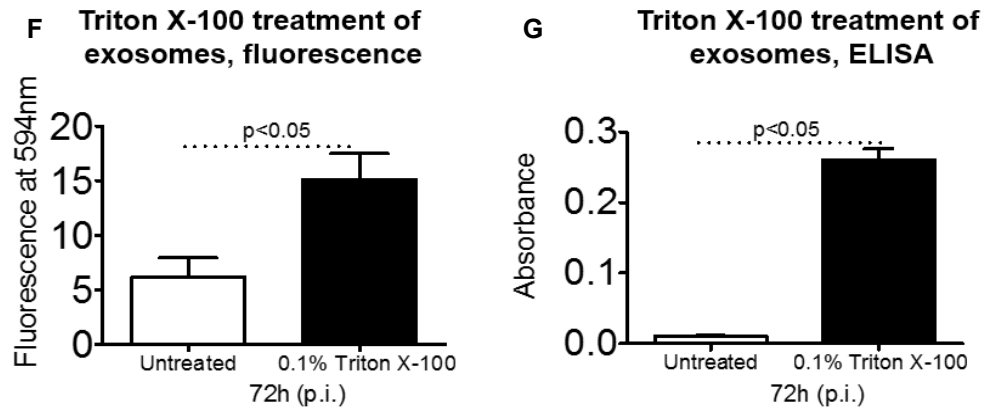 F
Triton X-100 treatment of
exosomes, fluorescence
Fluorescence at 594nm
20
15
10
5
0
p<0.05
Untreated
0.1% Triton X-100
72h (p.i.)
G
Triton X-100 treatment of
exosomes, ELISA
Absorbance
0.3
0.2
0.1
0.0
p<0.05
Untreated
0.1% Triton X-100
72h (p.i.)